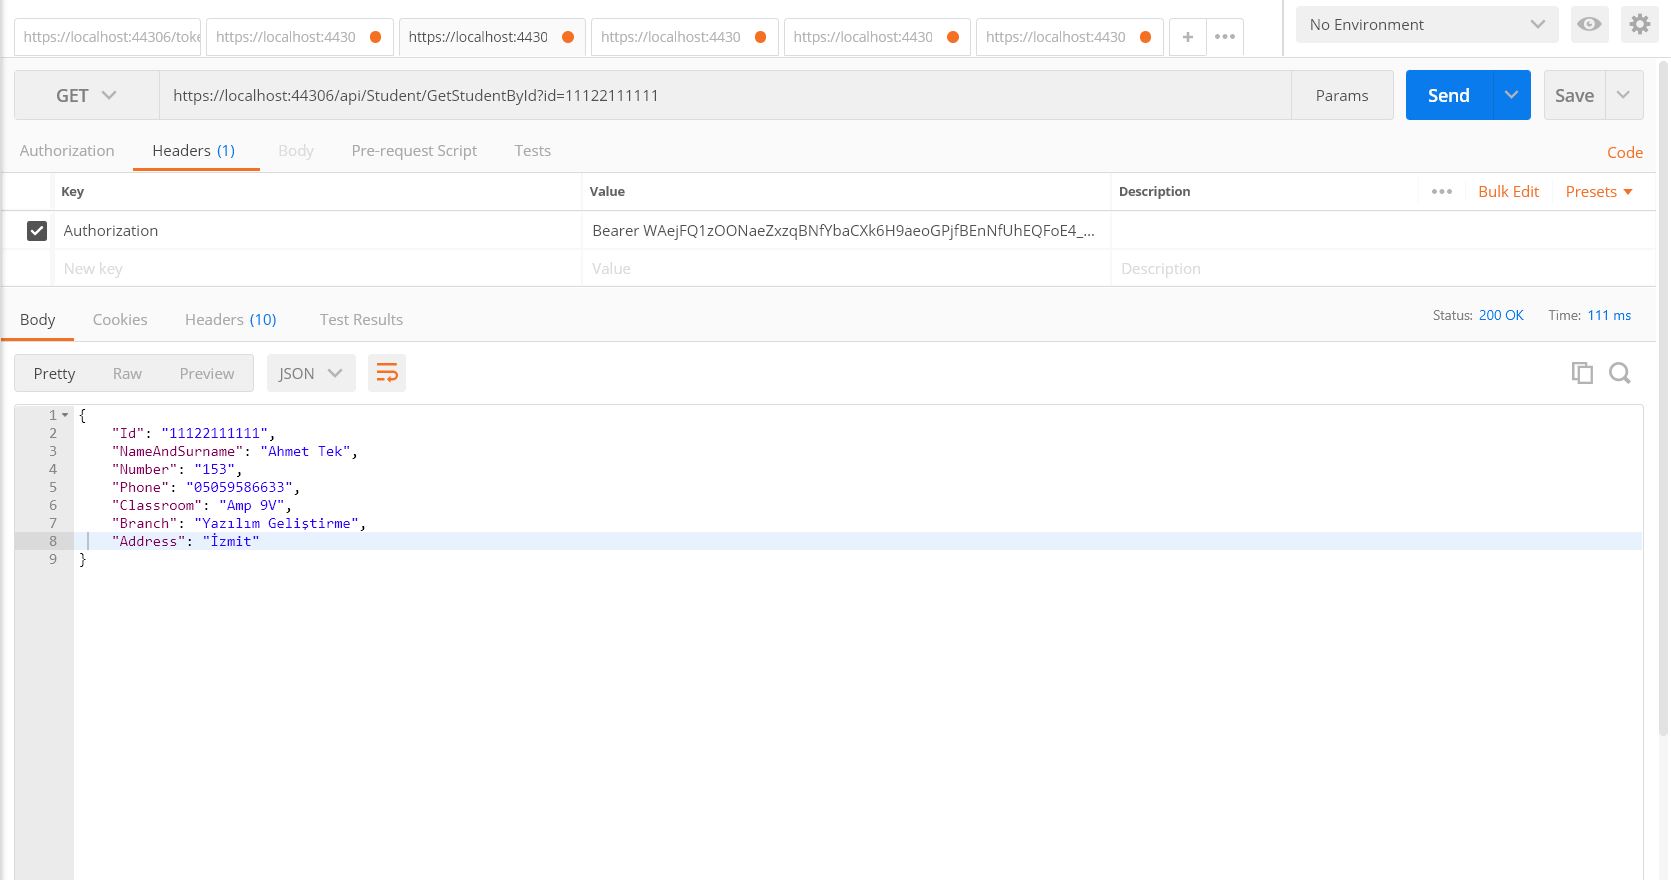 https://localhost:44306/toke https://localhost:4430 https://localhost:4430 https://localhost:4430 https://localhost:4430 https://localhost:4430 + ••• No Environment
GET https://localhost:44306/api/Student/GetStudentById?id=11122111111 Params Send Save
Authorization Headers (1) Body Pre-request Script Tests Code
Key Value Description ••• Bulk Edit Presets
Authorization Bearer WAejFQ1zOONaeZxzqBNfYbaCXk6H9aeoGPjfBEnNfUhEQFoE4_...
New key Value Description
Body Cookies Headers (10) Test Results Status: 200 OK Time: 111 ms
Pretty Raw Preview JSON
1 {
2 "Id": "11122111111",
3 "NameAndSurname": "Ahmet Tek",
4 "Number": "153",
5 "Phone": "05059586633",
6 "Classroom": "Amp 9V",
7 "Branch": "Yazılım Geliştirme",
8 "Address": "İzmit"
9 }